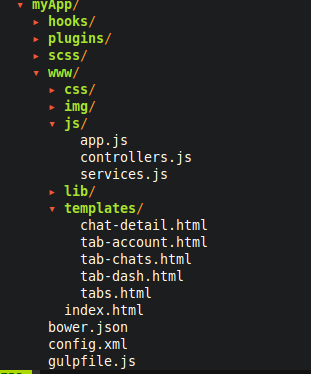 ▾ myApp/
▸ hooks/
▸ plugins/
▸ scss/
▾ www/
▸ css/
▸ img/
▾ js/
app.js
controllers.js
services.js
▸ lib/
▾ templates/
chat-detail.html
tab-account.html
tab-chats.html
tab-dash.html
tabs.html
index.html
bower.json
config.xml
gulpfile.js